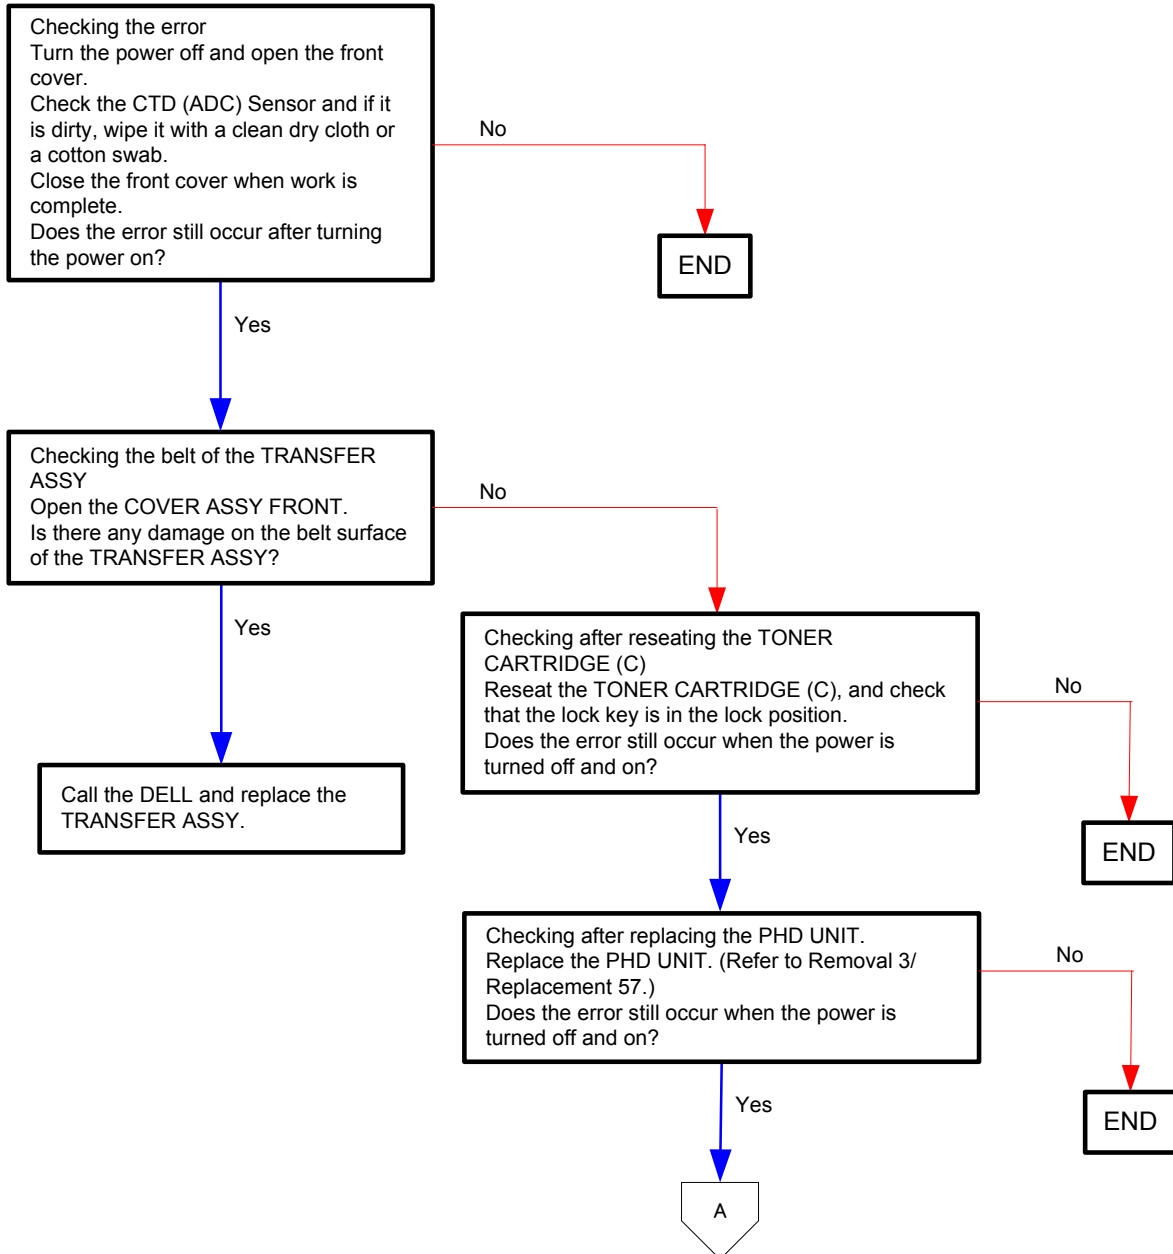 Checking the error
Turn the power off and open the front
cover.
Check the CTD (ADC) Sensor and if it
is dirty, wipe it with a clean dry cloth or
a cotton swab.
Close the front cover when work is
complete.
Does the error still occur after turning
the power on?
No
END
Yes
Checking the belt of the TRANSFER
ASSY
Open the COVER ASSY FRONT.
Is there any damage on the belt surface
of the TRANSFER ASSY?
No
Yes
Call the DELL and replace the
TRANSFER ASSY.
Checking after reseating the TONER
CARTRIDGE (C)
Reseat the TONER CARTRIDGE (C), and check
that the lock key is in the lock position.
Does the error still occur when the power is
turned off and on?
No
END
Yes
Checking after replacing the PHD UNIT.
Replace the PHD UNIT. (Refer to Removal 3/
Replacement 57.)
Does the error still occur when the power is
turned off and on?
No
END
Yes
A